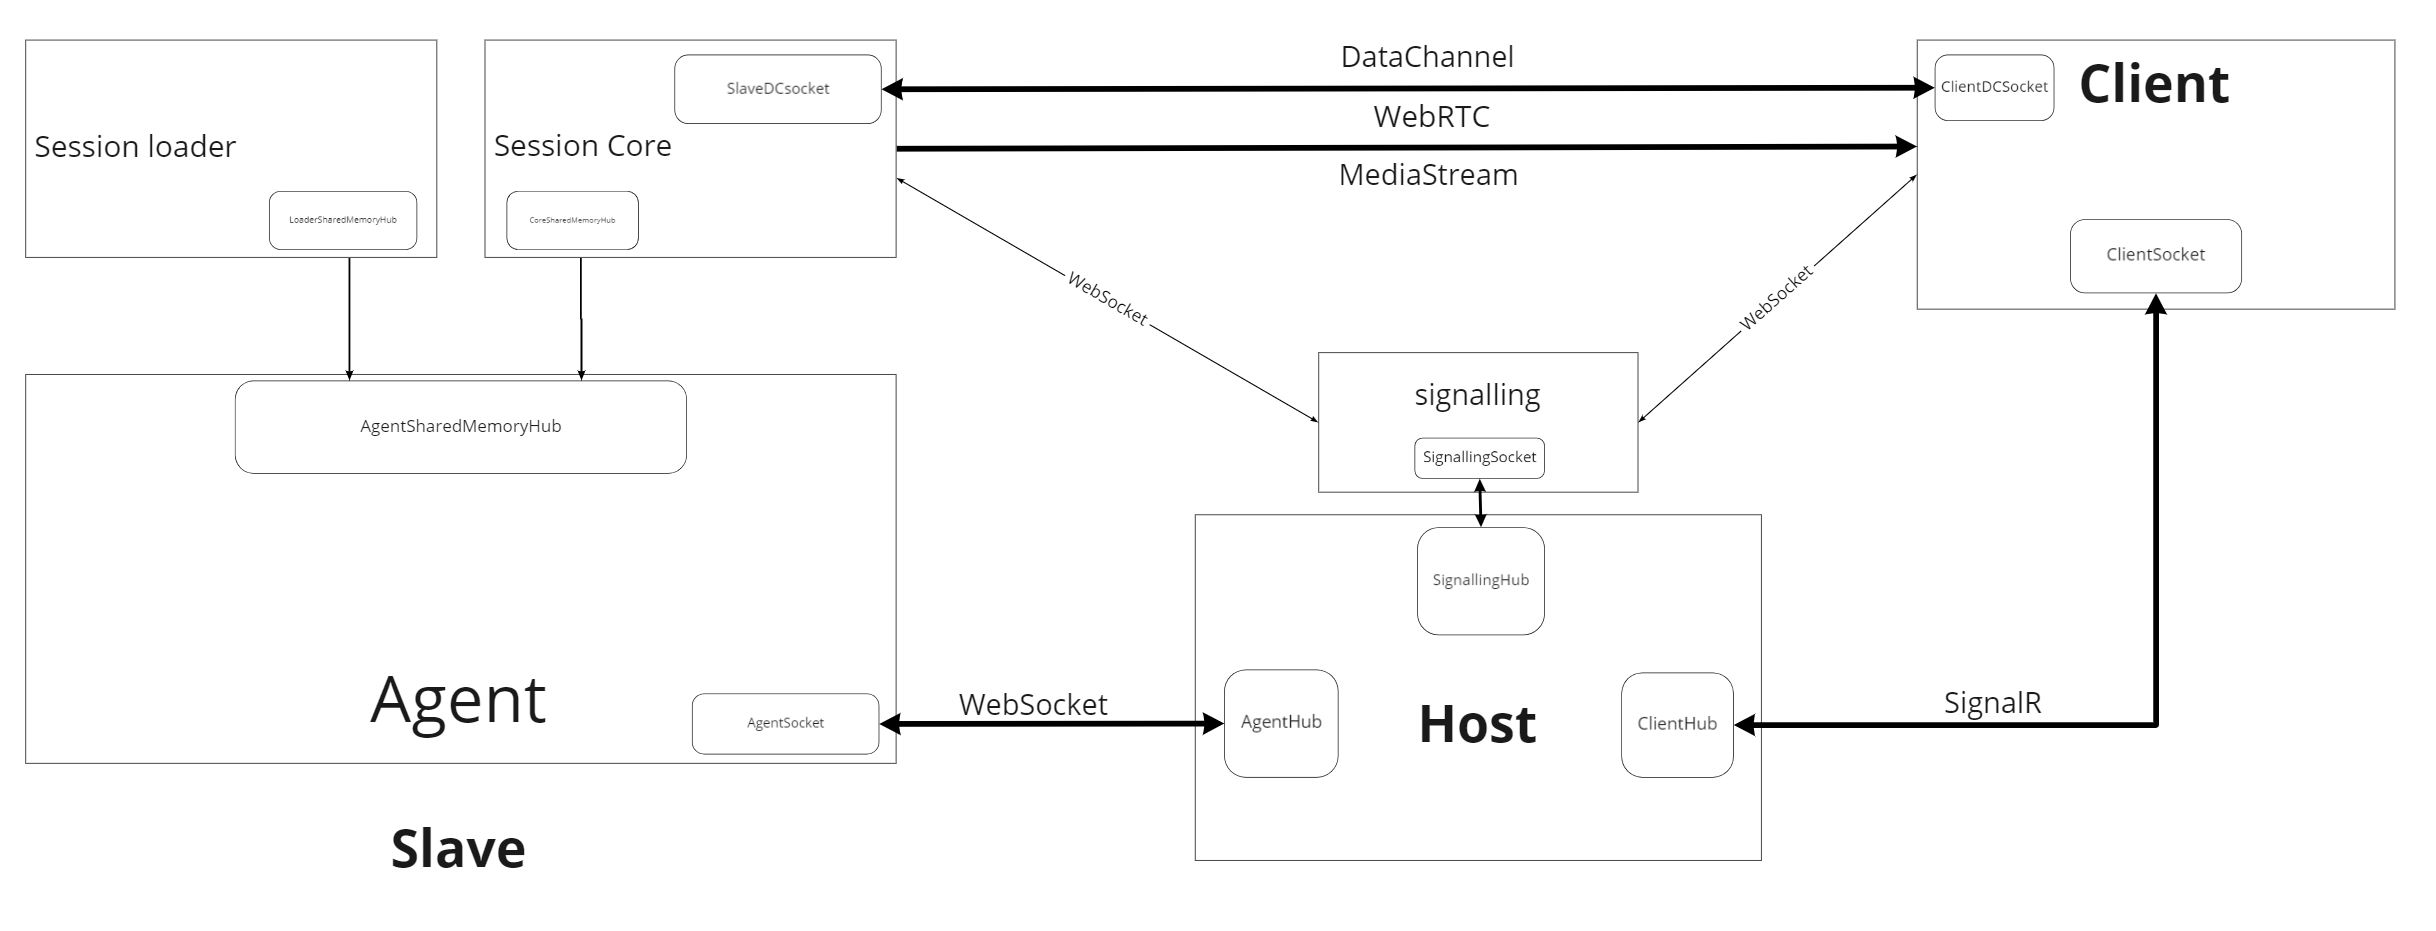 DataChannel
SlaveDCsocket
ClientDCSocket
Client
WebRTC
Session loader
Session Core
MediaStream
LoaderSharedMemoryHub
CoreSharedMemoryHub
ClientSocket
WebSocket
WebSocket
signalling
AgentSharedMemoryHub
SignallingSocket
SignallingHub
Agent
AgentSocket
WebSocket
AgentHub
Host
ClientHub
SignalR
Slave